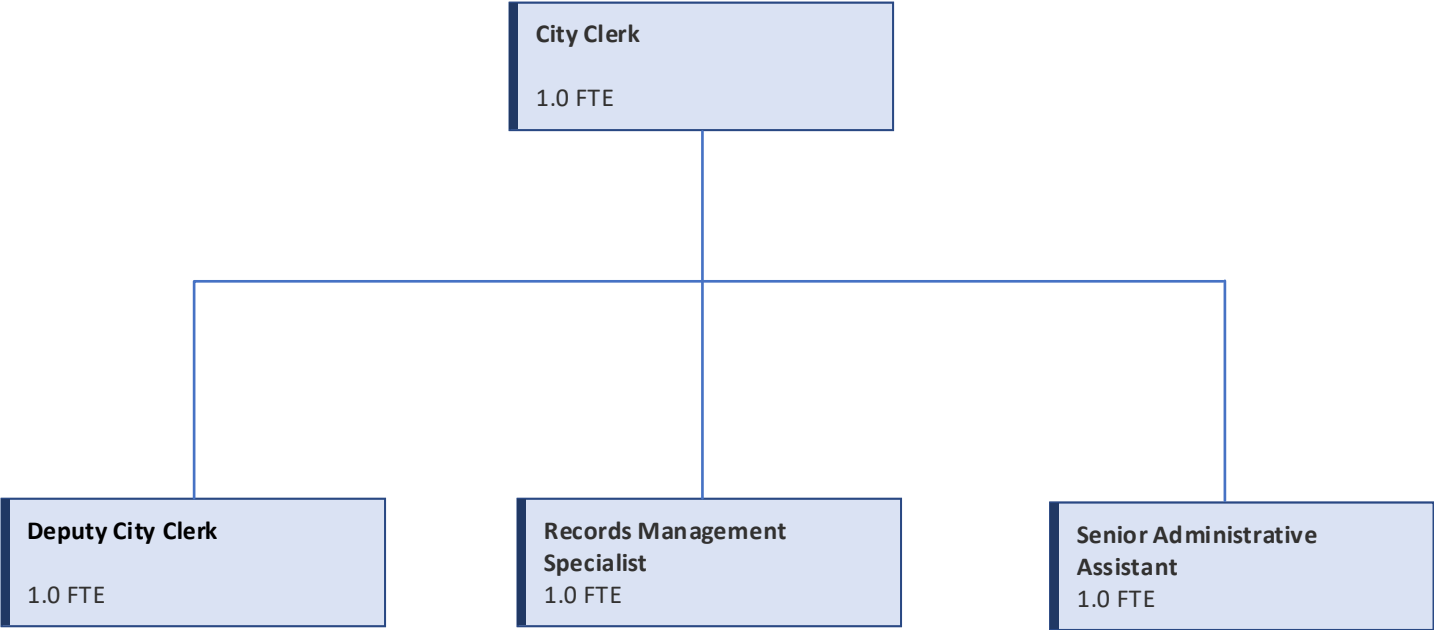 City Clerk
1.0 FTE
Deputy City Clerk
1.0 FTE
Records Management
Specialist
1.0 FTE
Senior Administrative
Assistant
1.0 FTE